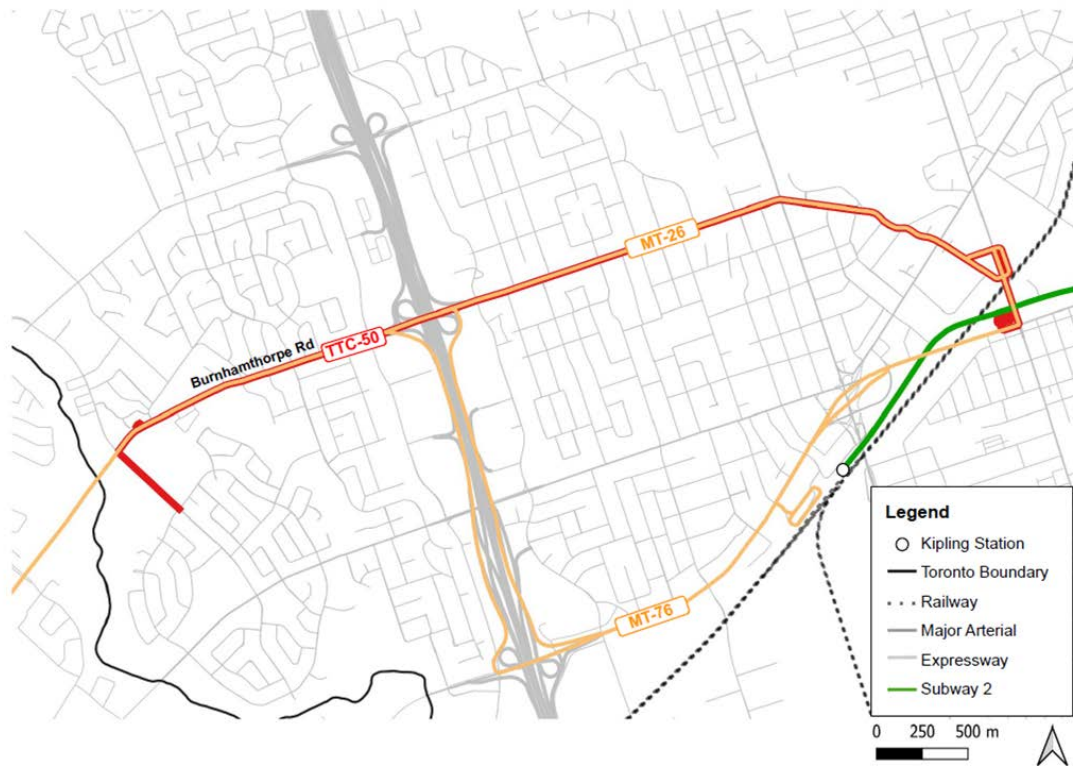 MT-26
TTC-50
Burnhamthorpe Rd
MT-76
Legend
Kipling Station
Toronto Boundary
Railway
Major Arterial
Expressway
Subway 2
0 250 500 m